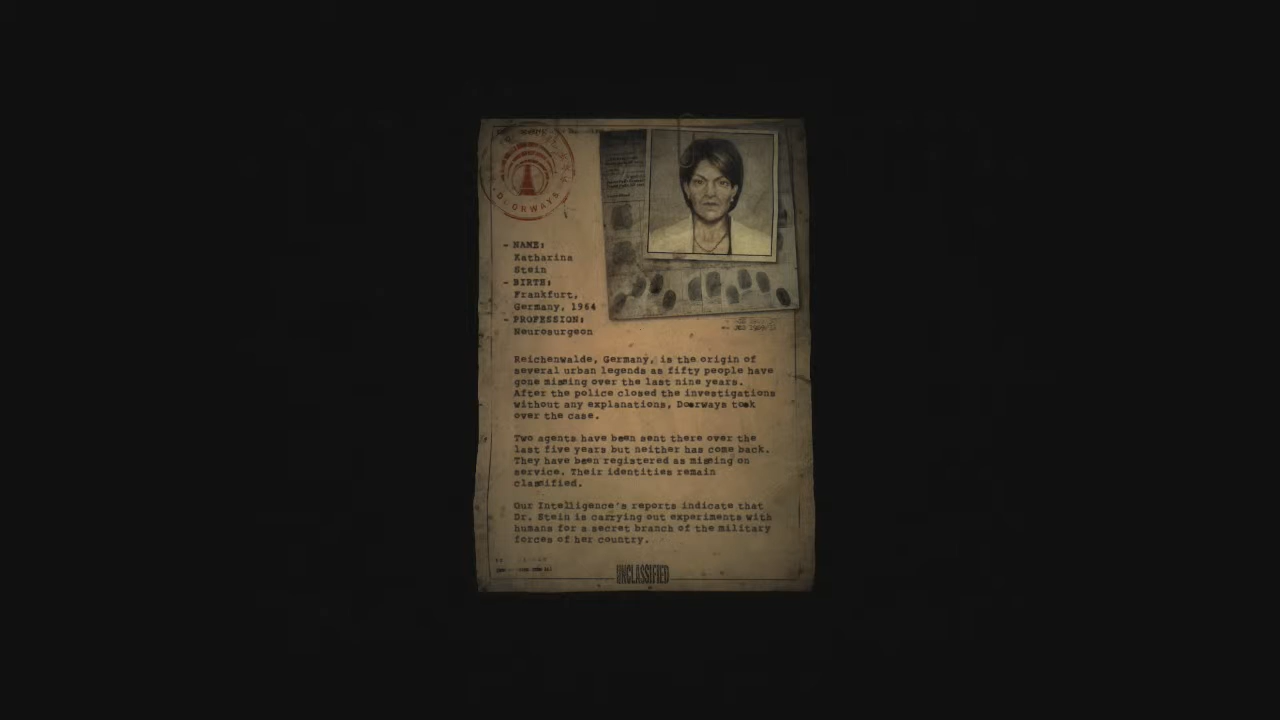 DOORWAYS
- NAME:
Katharina
Stein
- BIRTH:
Frankfurt,
Germany, 1964
- PROFESSION:
Neurosurgeon
Reichenwalde, Germany, is the origin of
several urban legends as fifty people have
gone missing over the last nine years.
After the police closed the investigations
without any explanations, Doorways took
over the case.
Two agents have been sent there over the
last five years but neither has come back.
They have been registered as missing on
service. Their identities remain
classified.
Our Intelligence's reports indicate that
Dr. Stein is carrying out experiments with
humans for a secret branch of the military
forces of her country.
UNCLASSIFIED